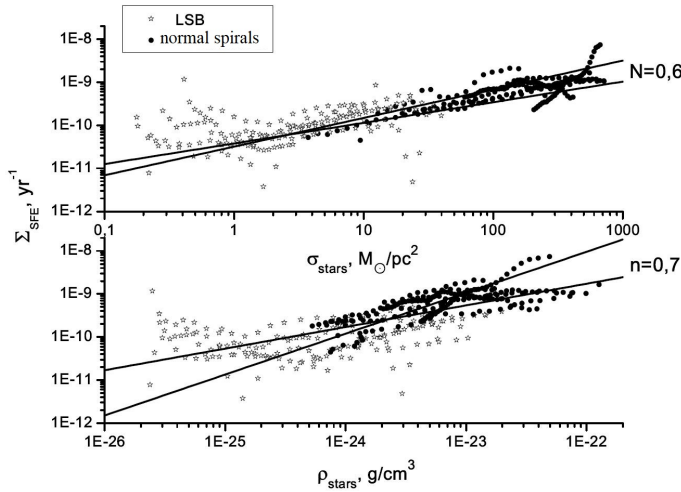 LSB
normal spirals
1E-8
1E-9
1E-10
1E-11
1E-12
N=0,6
0,1 1 10 100 1000
σstars, M☉/pc²
ΣSFE, yr⁻¹
1E-8
1E-9
1E-10
1E-11
1E-12
n=0,7
1E-26 1E-25 1E-24 1E-23 1E-22
ρstars, g/cm³